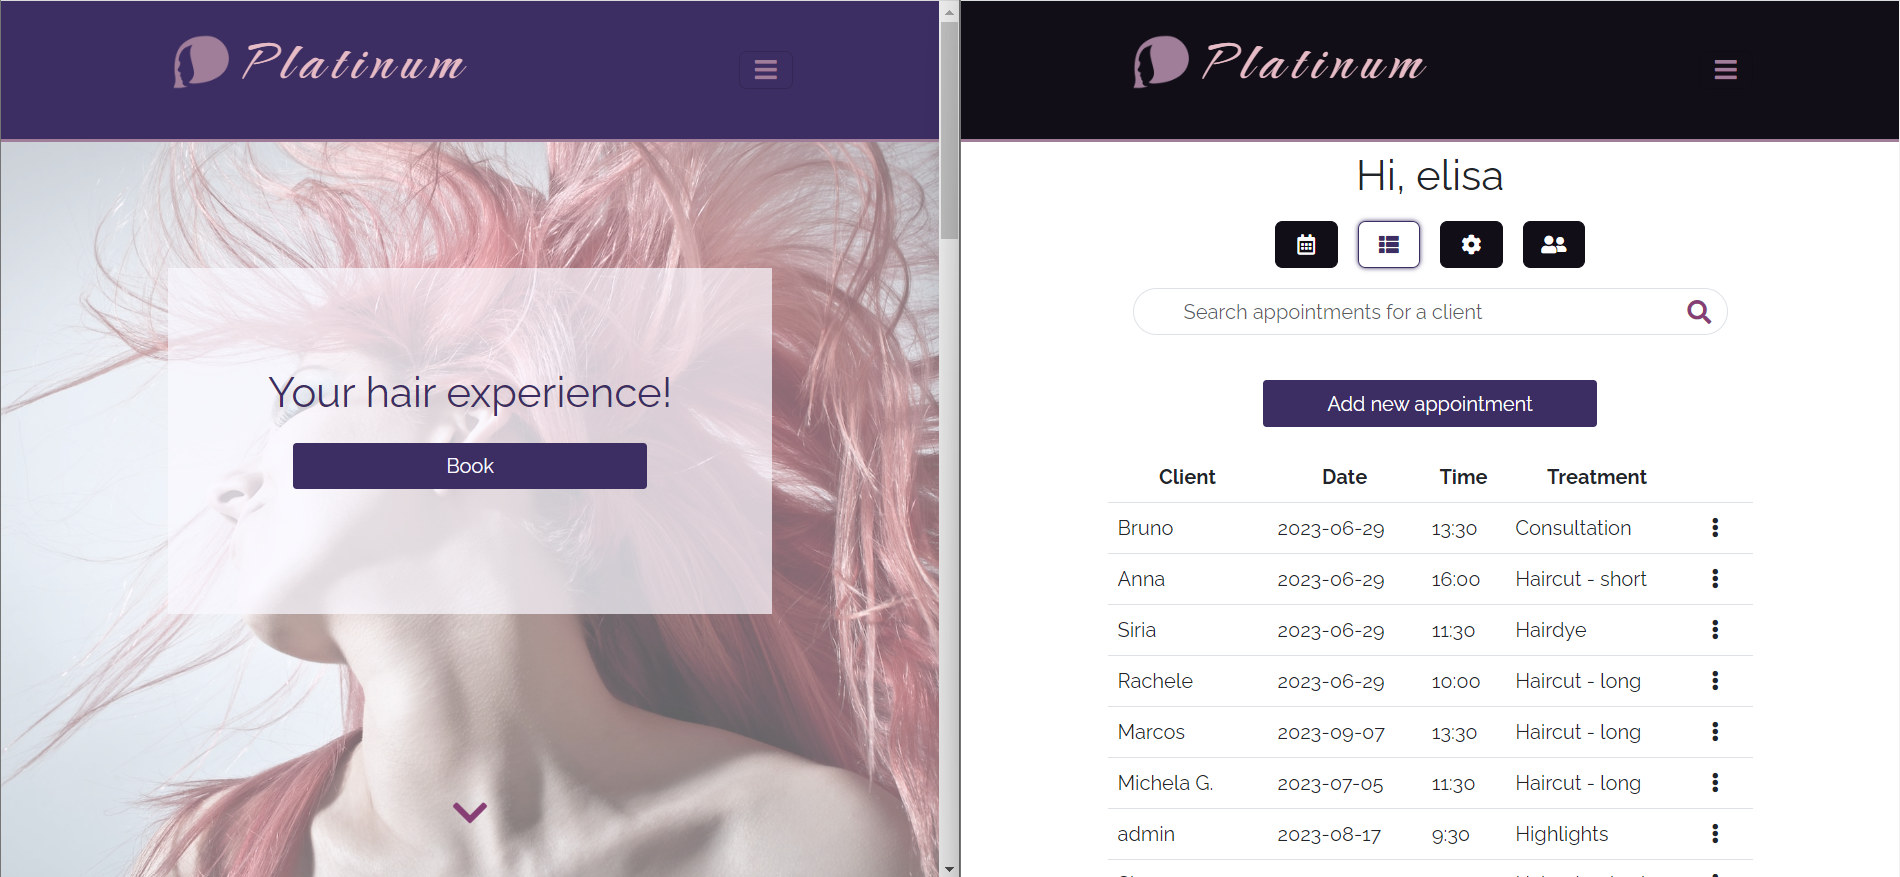 Platinum
Your hair experience!
Book
Platinum
Hi, elisa
Search appointments for a client
Add new appointment
Client Date Time Treatment
Bruno 2023-06-29 13:30 Consultation
Anna 2023-06-29 16:00 Haircut - short
Siria 2023-06-29 11:30 Hairdye
Rachele 2023-06-29 10:00 Haircut - long
Marcos 2023-09-07 13:30 Haircut - long
Michela G. 2023-07-05 11:30 Haircut - long
admin 2023-08-17 9:30 Highlights